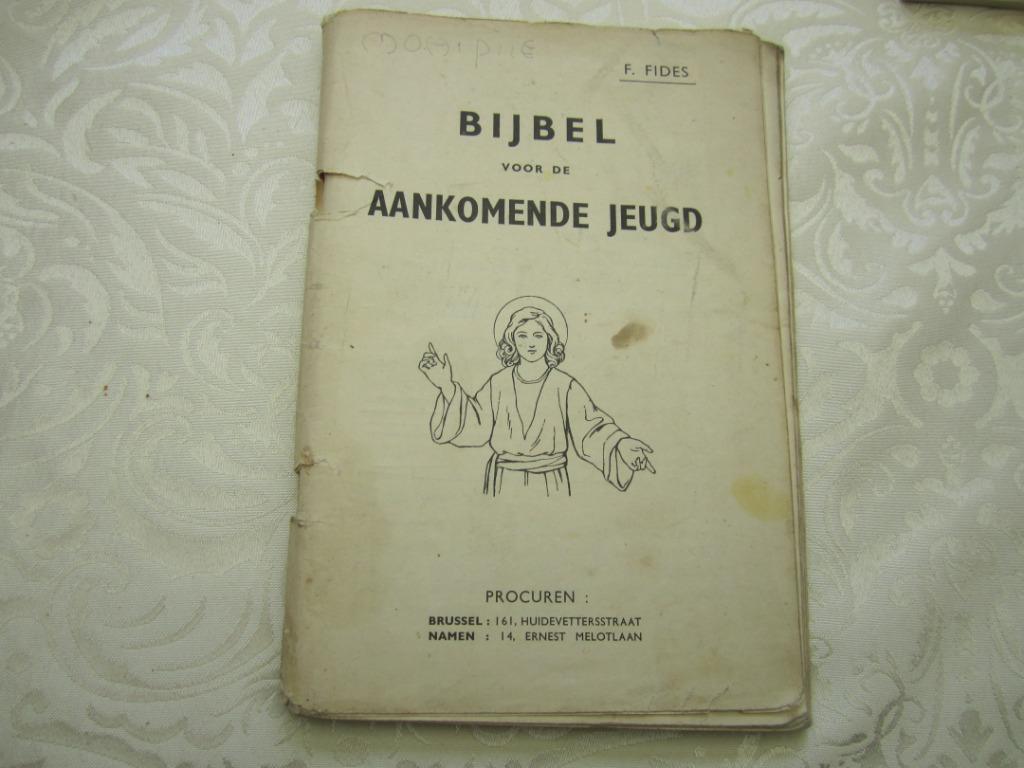 F. FIDES
BIJBEL
VOOR DE
AANKOMENDE JEUGD
PROCUREN :
BRUSSEL : 161, HUIDEVETTERSSTRAAT
NAMEN : 14, ERNEST MELOTLAAN